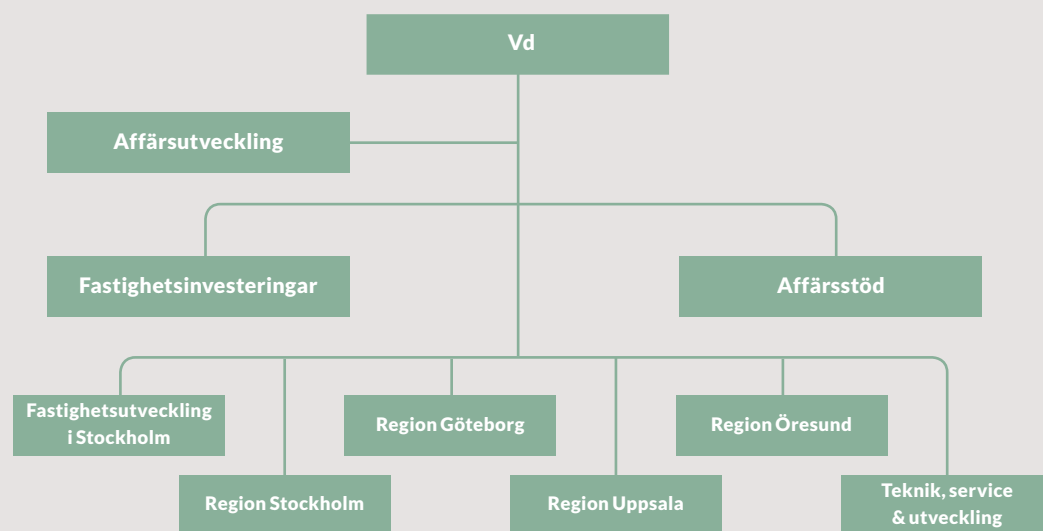 Vd
Affärsutveckling
Fastighetsinvesteringar
Affärsstöd
Fastighetsutveckling
i Stockholm
Region Göteborg
Region Öresund
Region Stockholm
Region Uppsala
Teknik, service
& utveckling